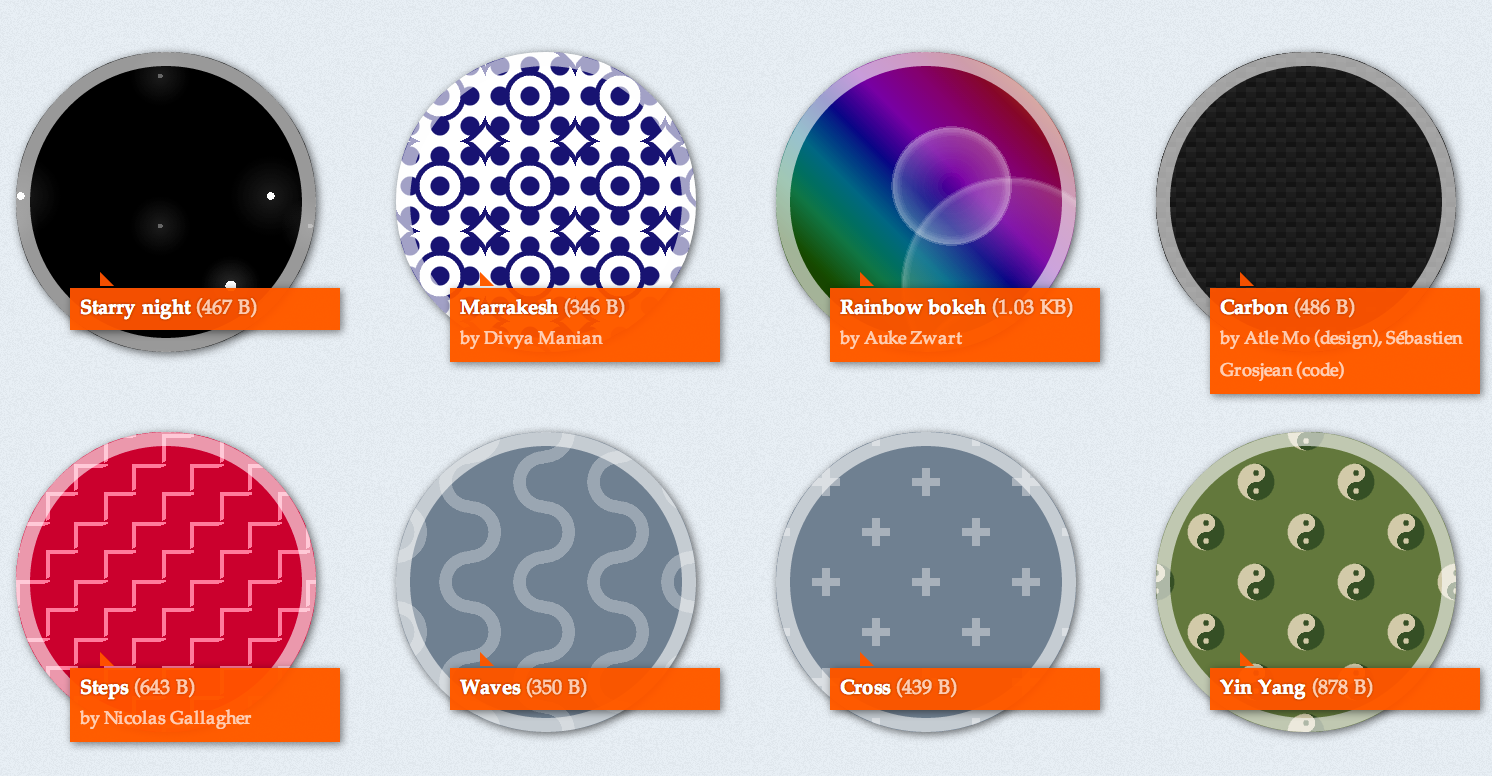 Starry night (467 B)
Marrakesh (346 B)
by Divya Manian
Rainbow bokeh (1.03 KB)
by Auke Zwart
Carbon (486 B)
by Atle Mo (design), Sébastien
Grosjean (code)
Steps (643 B)
by Nicolas Gallagher
Waves (350 B)
Cross (439 B)
Yin Yang (878 B)